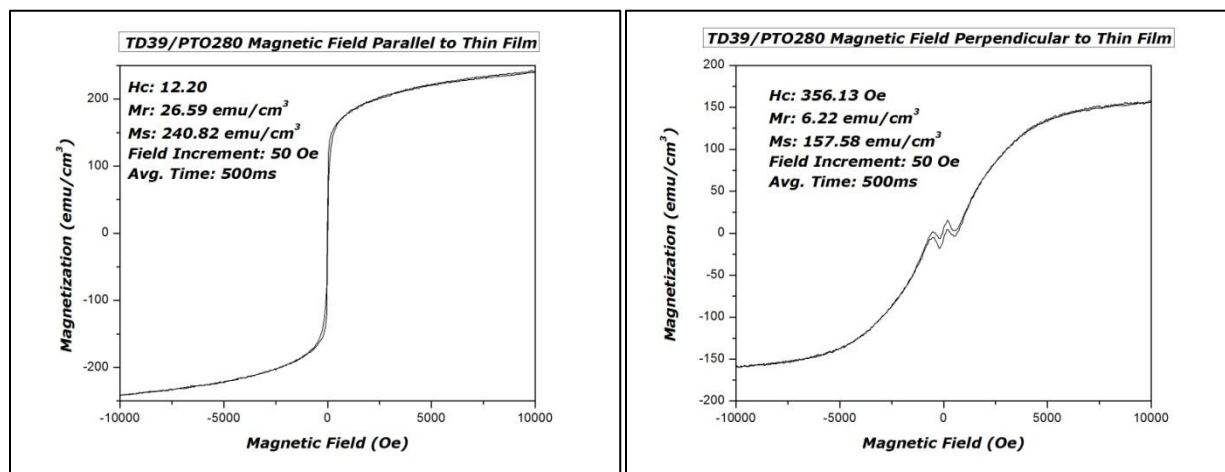 TD39/PTO280 Magnetic Field Parallel to Thin Film
Hc: 12.20
Mr: 26.59 emu/cm³
Ms: 240.82 emu/cm³
Field Increment: 50 Oe
Avg. Time: 500ms
Magnetization (emu/cm³)
200
100
0
-100
-200
-10000 -5000 0 5000 10000
Magnetic Field (Oe)
TD39/PTO280 Magnetic Field Perpendicular to Thin Film
Hc: 356.13 Oe
Mr: 6.22 emu/cm³
Ms: 157.58 emu/cm³
Field Increment: 50 Oe
Avg. Time: 500ms
Magnetization (emu/cm³)
200
150
100
50
0
-50
-100
-150
-200
-10000 -5000 0 5000 10000
Magnetic Field (Oe)